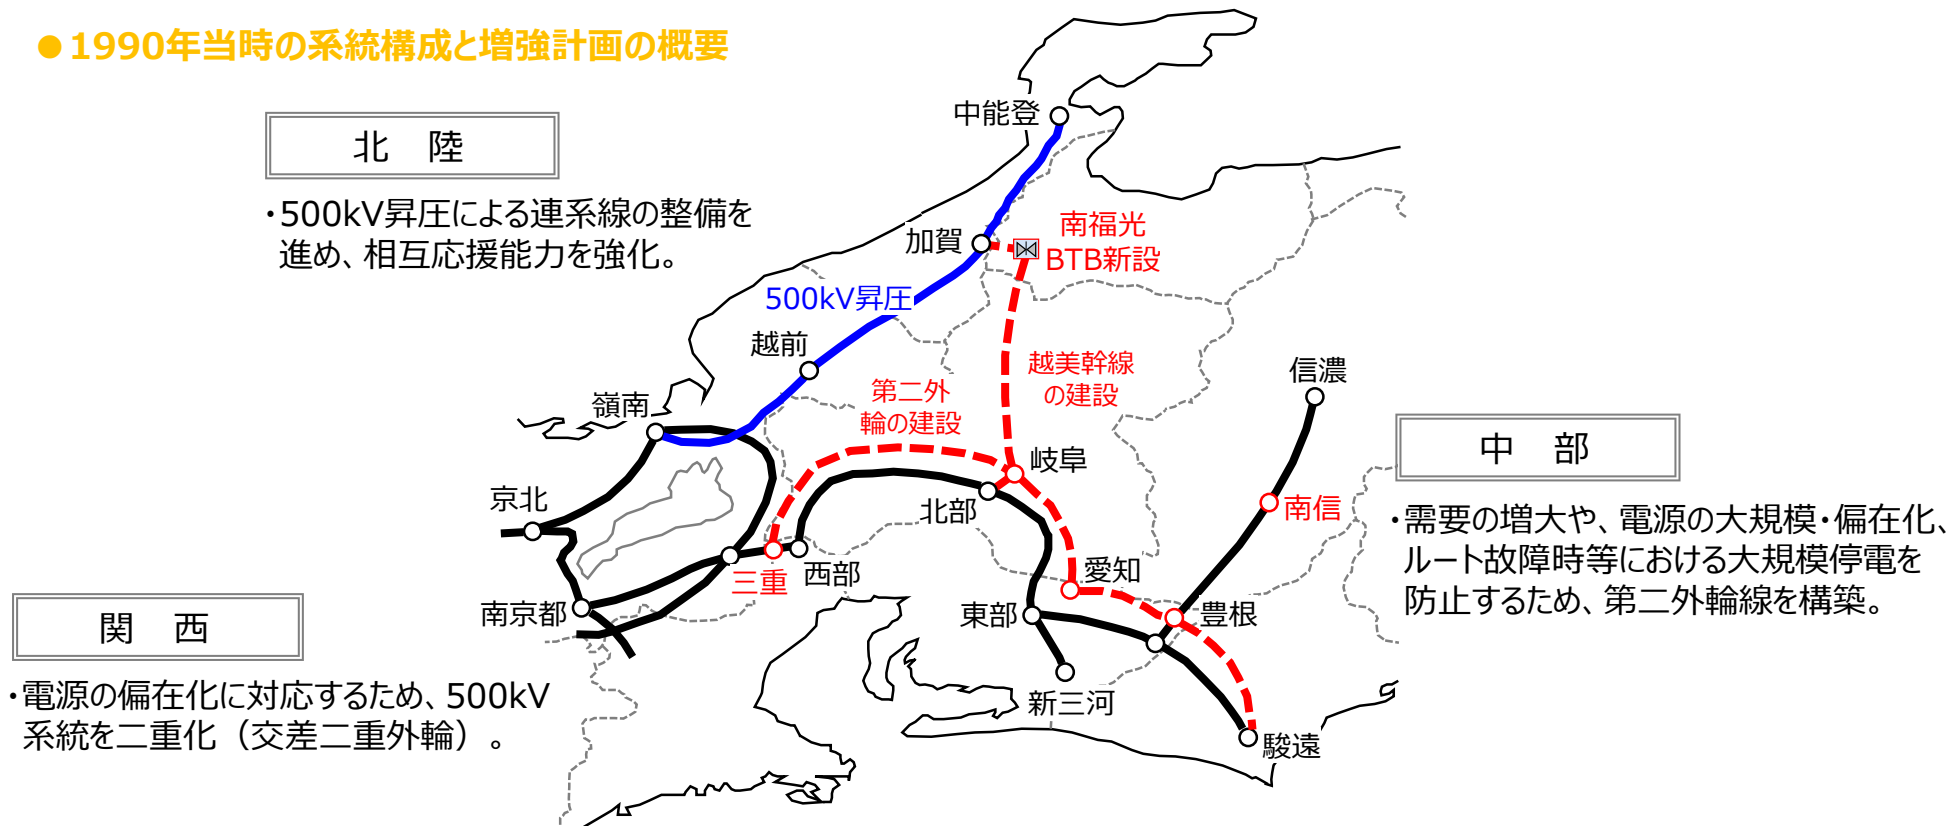 ●1990年当時の系統構成と増強計画の概要
北　陸
・500kV昇圧による連系線の整備を
進め、相互応援能力を強化。
中能登
加賀
南福光
BTB新設
500kV昇圧
越前
越美幹線
の建設
第二外
輪の建設
嶺南
信濃
京北
岐阜
北部
南信
三重
西部
愛知
南京都
東部
豊根
新三河
駿遠
中　部
・需要の増大や、電源の大規模・偏在化、
ルート故障時等における大規模停電を
防止するため、第二外輪線を構築。
関　西
・電源の偏在化に対応するため、500kV
系統を二重化（交差二重外輪）。